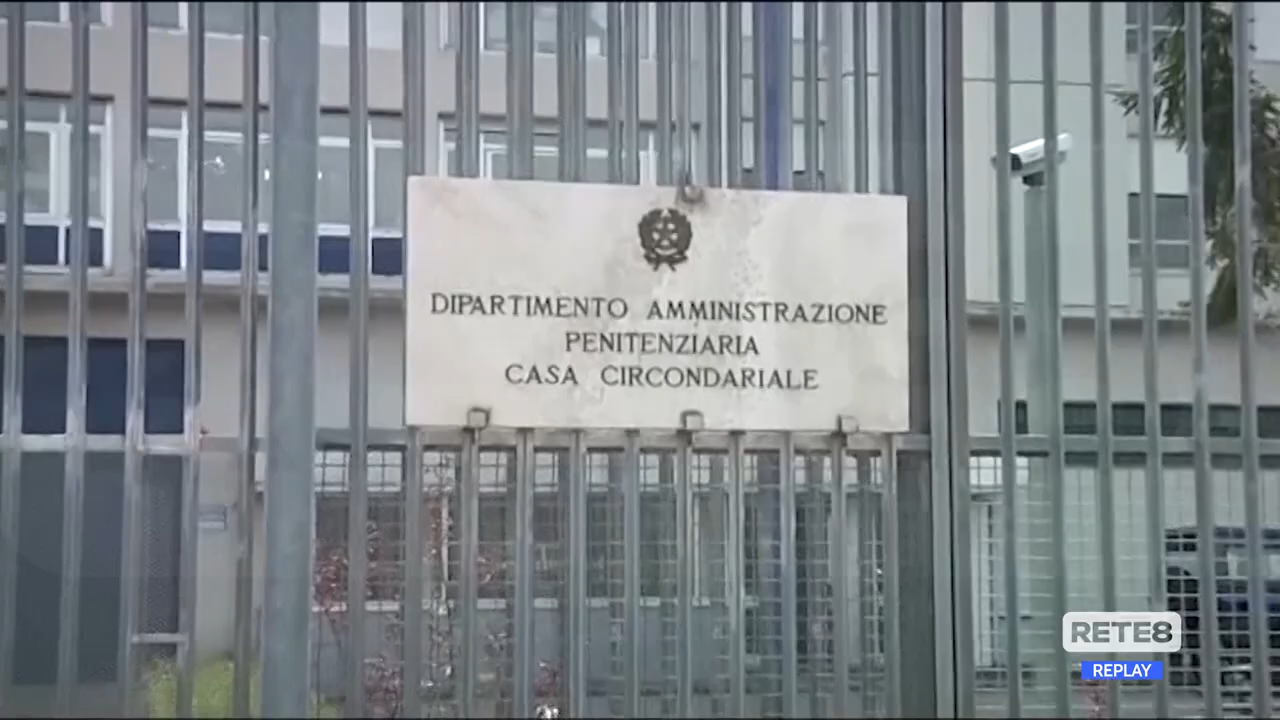 DIPARTIMENTO AMMINISTRAZIONE
PENITENZIARIA
CASA CIRCONDARIALE
RETE8
REPLAY